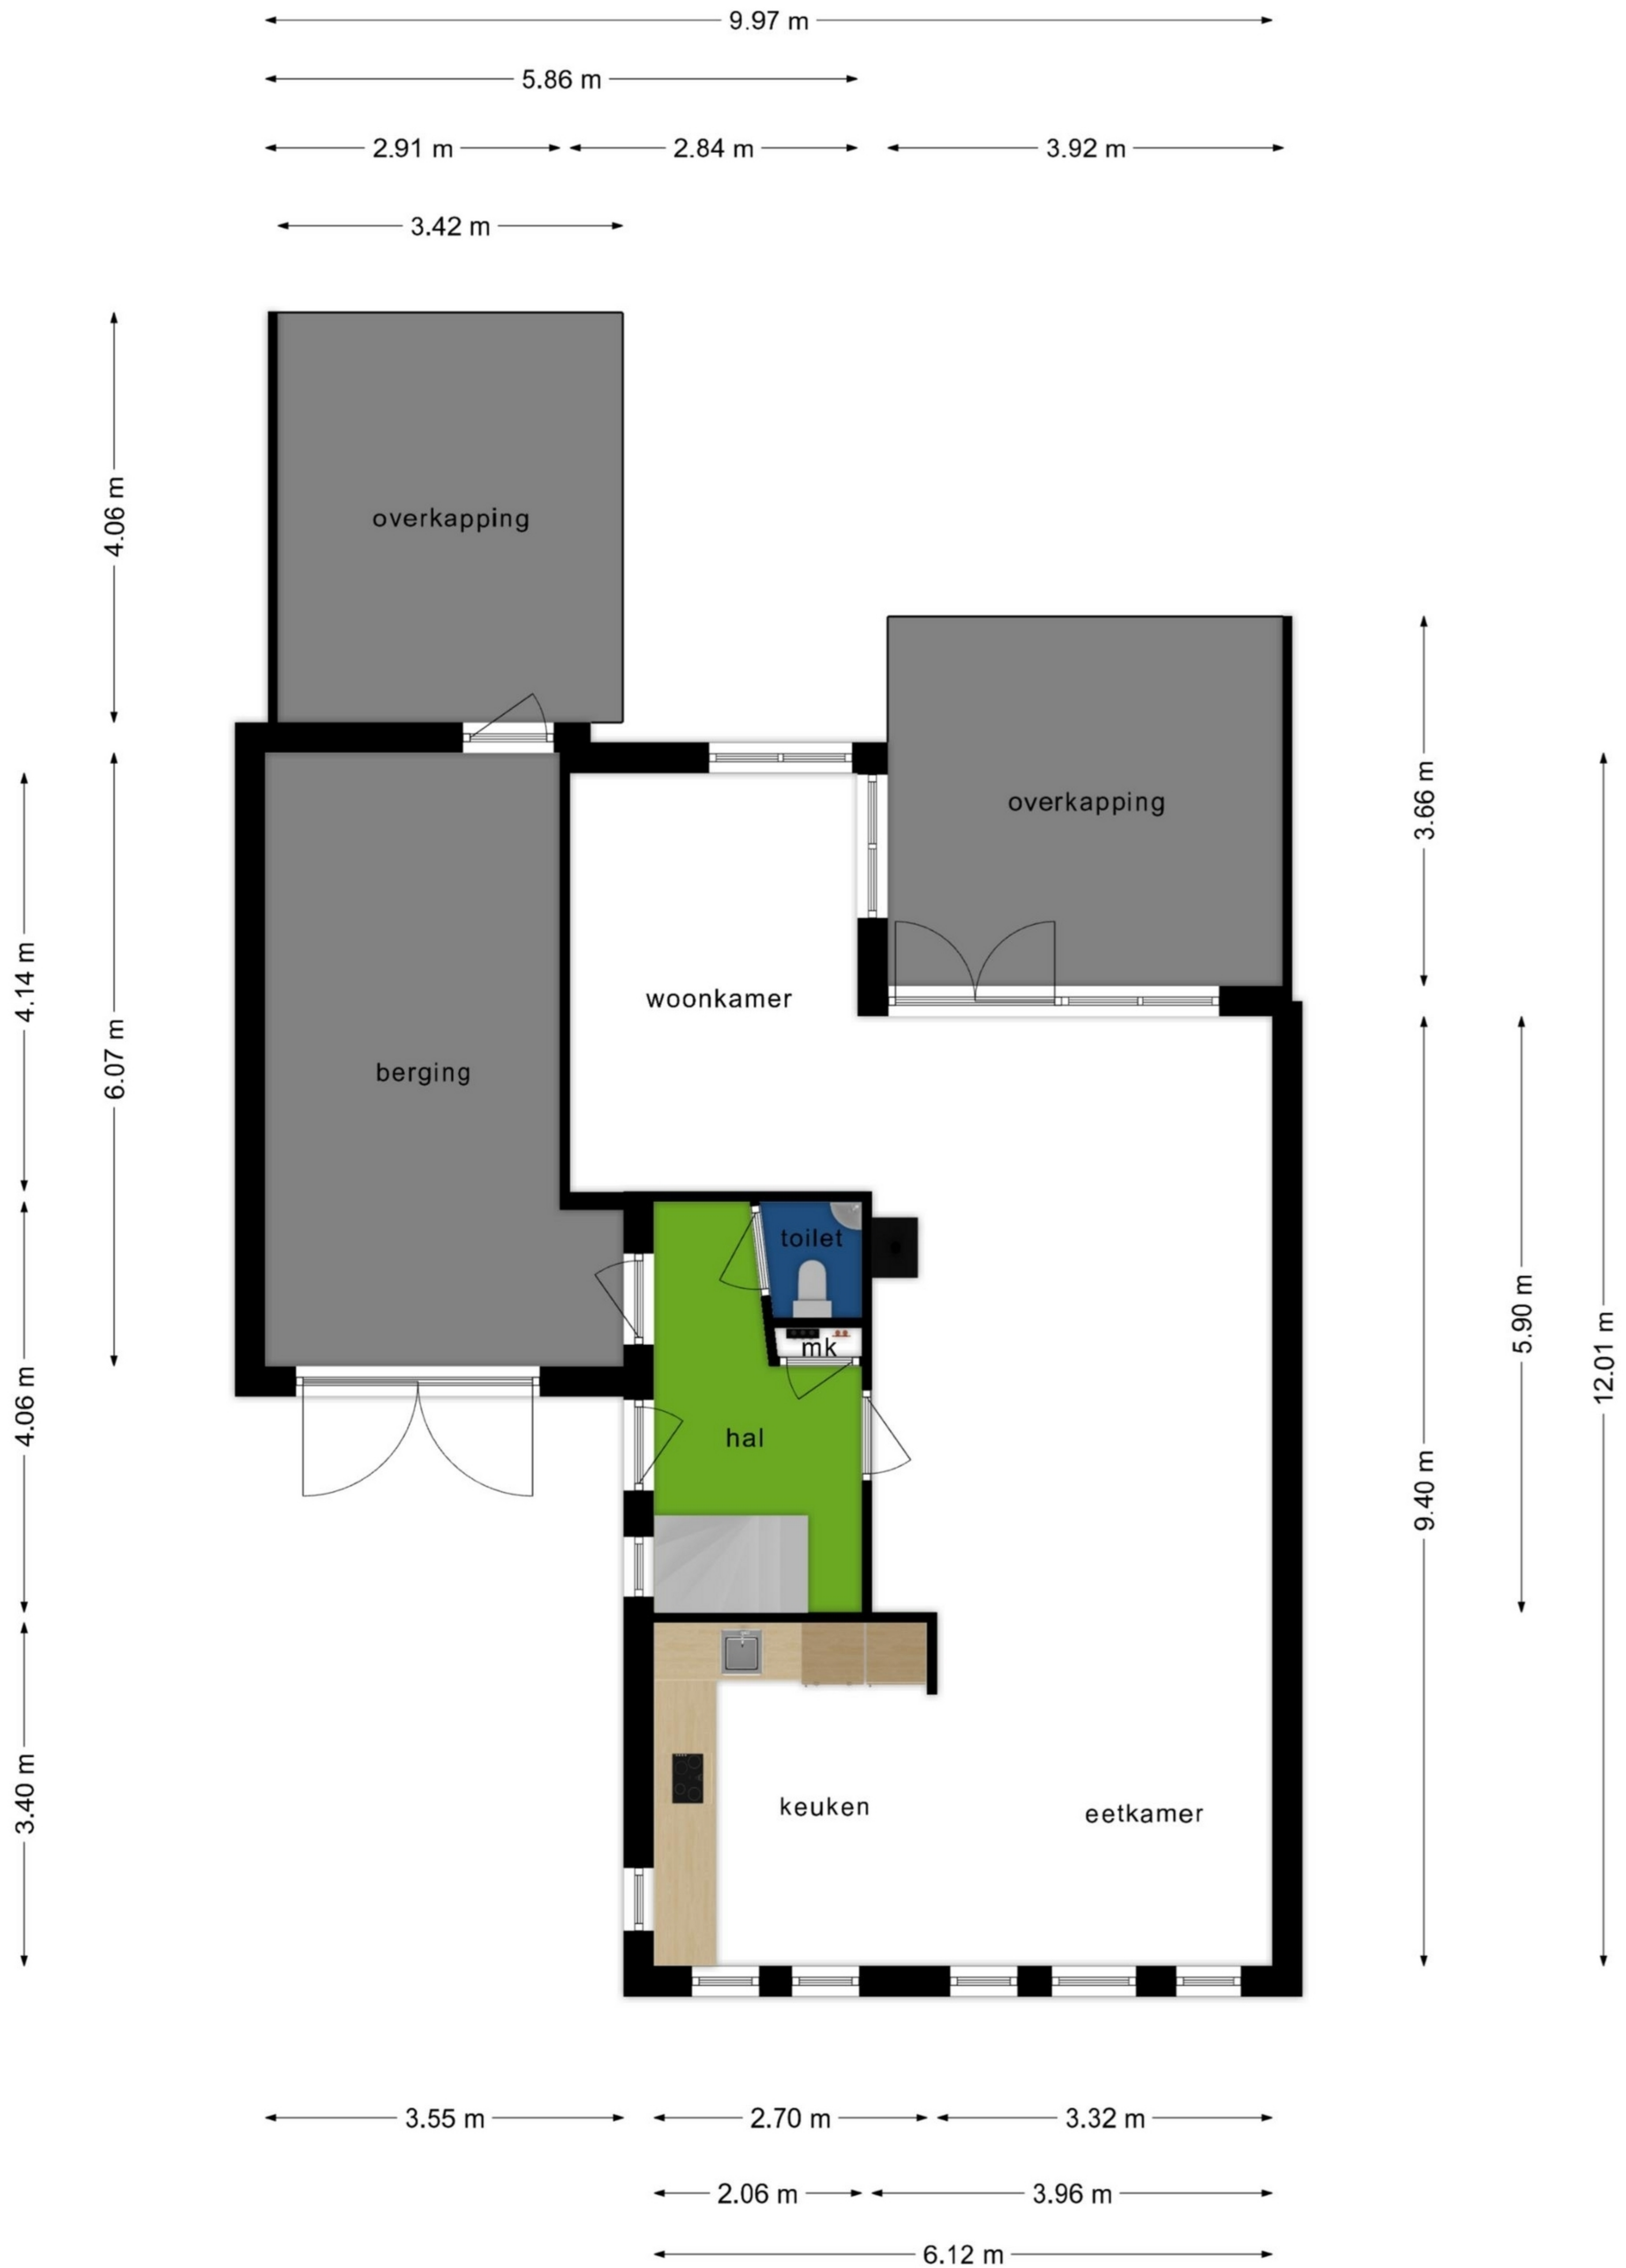 9.97 m
5.86 m
2.91 m
2.84 m
3.92 m
3.42 m
4.06 m
overkapping
3.66 m
overkapping
4.14 m
6.07 m
woonkamer
berging
toilet
mk
hal
5.90 m
12.01 m
4.06 m
9.40 m
3.40 m
keuken
eetkamer
3.55 m
2.70 m
3.32 m
2.06 m
3.96 m
6.12 m